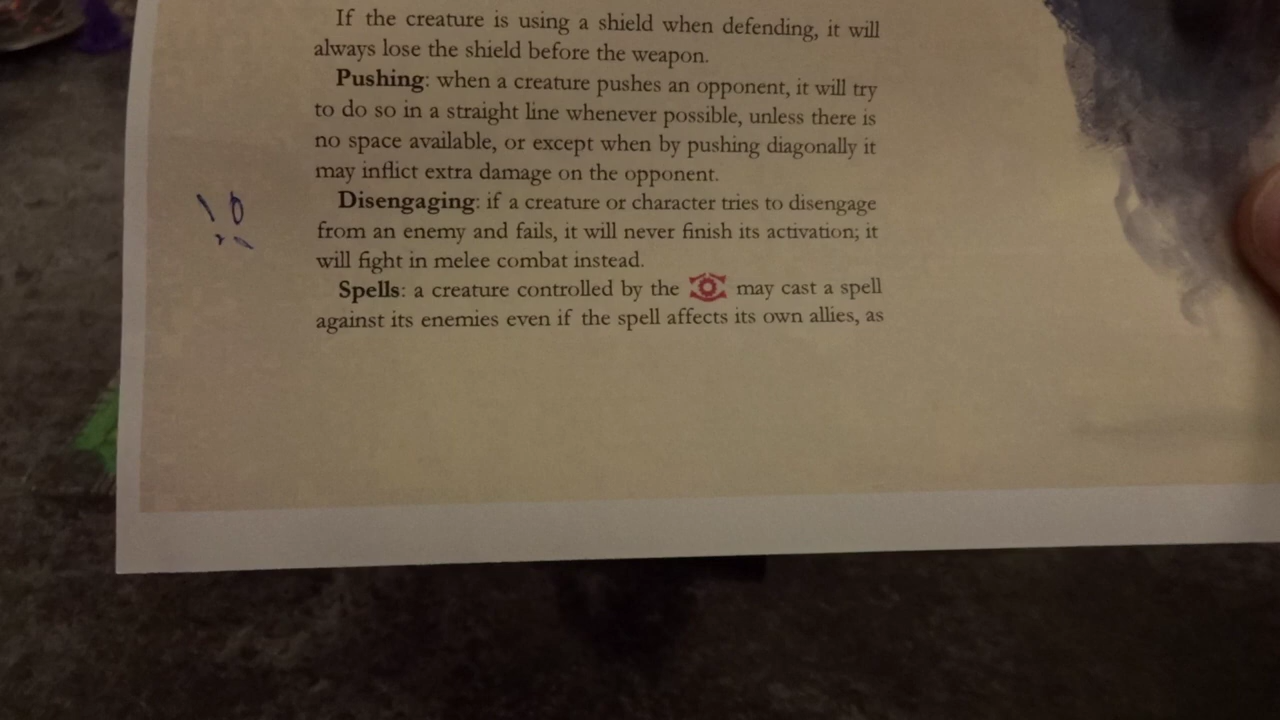 If the creature is using a shield when defending, it will
always lose the shield before the weapon.
Pushing: when a creature pushes an opponent, it will try
to do so in a straight line whenever possible, unless there is
no space available, or except when by pushing diagonally it
may inflict extra damage on the opponent.
Disengaging: if a creature or character tries to disengage
from an enemy and fails, it will never finish its activation; it
will fight in melee combat instead.
Spells: a creature controlled by the may cast a spell
against its enemies even if the spell affects its own allies, as